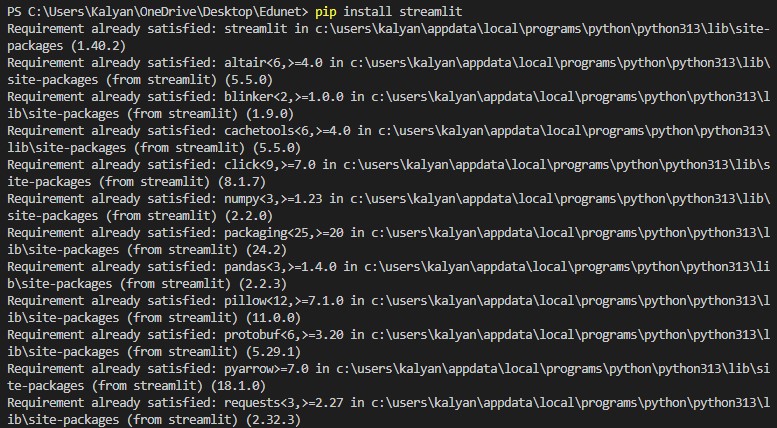 PS C:\Users\Kalyan\OneDrive\Desktop\Edunet> pip install streamlit
Requirement already satisfied: streamlit in c:\users\kalyan\appdata\local\programs\python\python313\lib\site-
packages (1.40.2)
Requirement already satisfied: altair<6,>=4.0 in c:\users\kalyan\appdata\local\programs\python\python313\lib\
site-packages (from streamlit) (5.5.0)
Requirement already satisfied: blinker<2,>=1.0.0 in c:\users\kalyan\appdata\local\programs\python\python313\l
ib\site-packages (from streamlit) (1.9.0)
Requirement already satisfied: cachetools<6,>=4.0 in c:\users\kalyan\appdata\local\programs\python\python313\
lib\site-packages (from streamlit) (5.5.0)
Requirement already satisfied: click<9,>=7.0 in c:\users\kalyan\appdata\local\programs\python\python313\lib\s
ite-packages (from streamlit) (8.1.7)
Requirement already satisfied: numpy<3,>=1.23 in c:\users\kalyan\appdata\local\programs\python\python313\lib\
site-packages (from streamlit) (2.2.0)
Requirement already satisfied: packaging<25,>=20 in c:\users\kalyan\appdata\local\programs\python\python313\l
ib\site-packages (from streamlit) (24.2)
Requirement already satisfied: pandas<3,>=1.4.0 in c:\users\kalyan\appdata\local\programs\python\python313\li
b\site-packages (from streamlit) (2.2.3)
Requirement already satisfied: pillow<12,>=7.1.0 in c:\users\kalyan\appdata\local\programs\python\python313\l
ib\site-packages (from streamlit) (11.0.0)
Requirement already satisfied: protobuf<6,>=3.20 in c:\users\kalyan\appdata\local\programs\python\python313\l
ib\site-packages (from streamlit) (5.29.1)
Requirement already satisfied: pyarrow>=7.0 in c:\users\kalyan\appdata\local\programs\python\python313\lib\si
te-packages (from streamlit) (18.1.0)
Requirement already satisfied: requests<3,>=2.27 in c:\users\kalyan\appdata\local\programs\python\python313\l
ib\site-packages (from streamlit) (2.32.3)